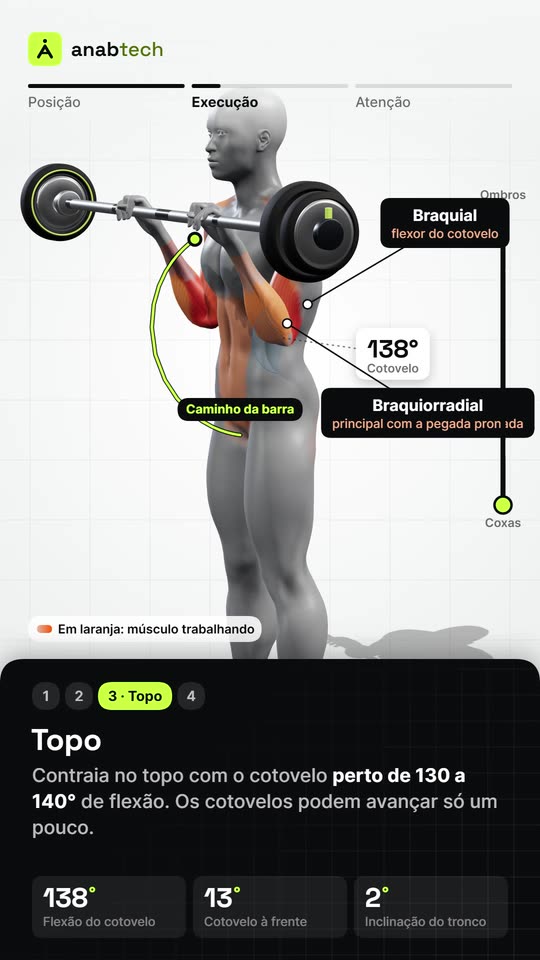 anabtech
Posição
Execução
Atenção
Ombros
Braquial
flexor do cotovelo
138°
Cotovelo
Braquiorradial
principal com a pegada pronada
Caminho da barra
Coxas
Em laranja: músculo trabalhando
1
2
3 · Topo
4
Topo
Contraia no topo com o cotovelo perto de 130 a
140° de flexão. Os cotovelos podem avançar só um
pouco.
138°
13°
2°
Flexão do cotovelo
Cotovelo à frente
Inclinação do tronco